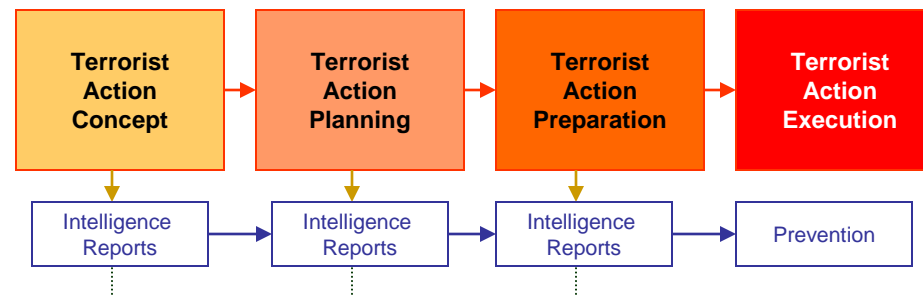 Terrorist
Action
Concept
Terrorist
Action
Planning
Terrorist
Action
Preparation
Terrorist
Action
Execution
Intelligence
Reports
Intelligence
Reports
Intelligence
Reports
Prevention